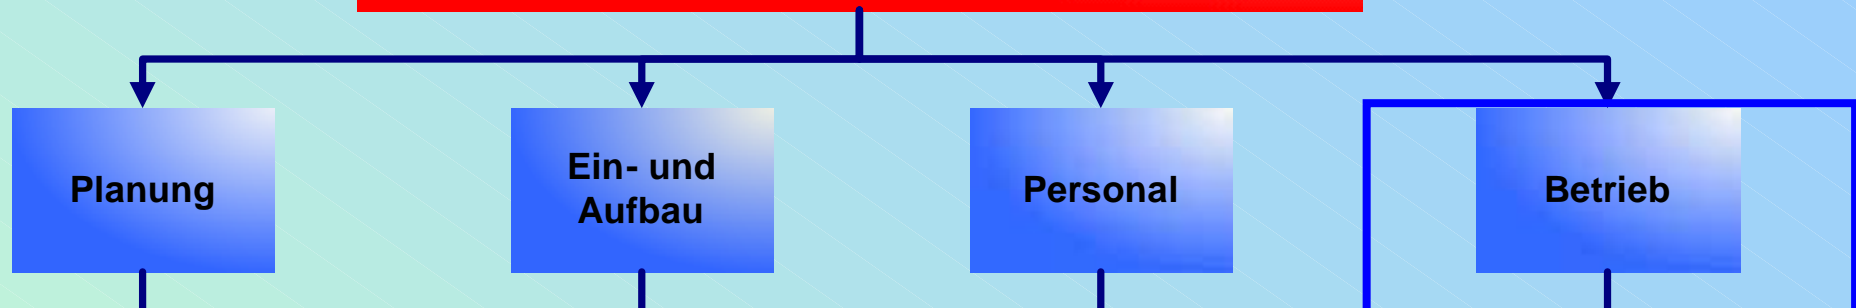 Planung
Ein- und
Aufbau
Personal
Betrieb